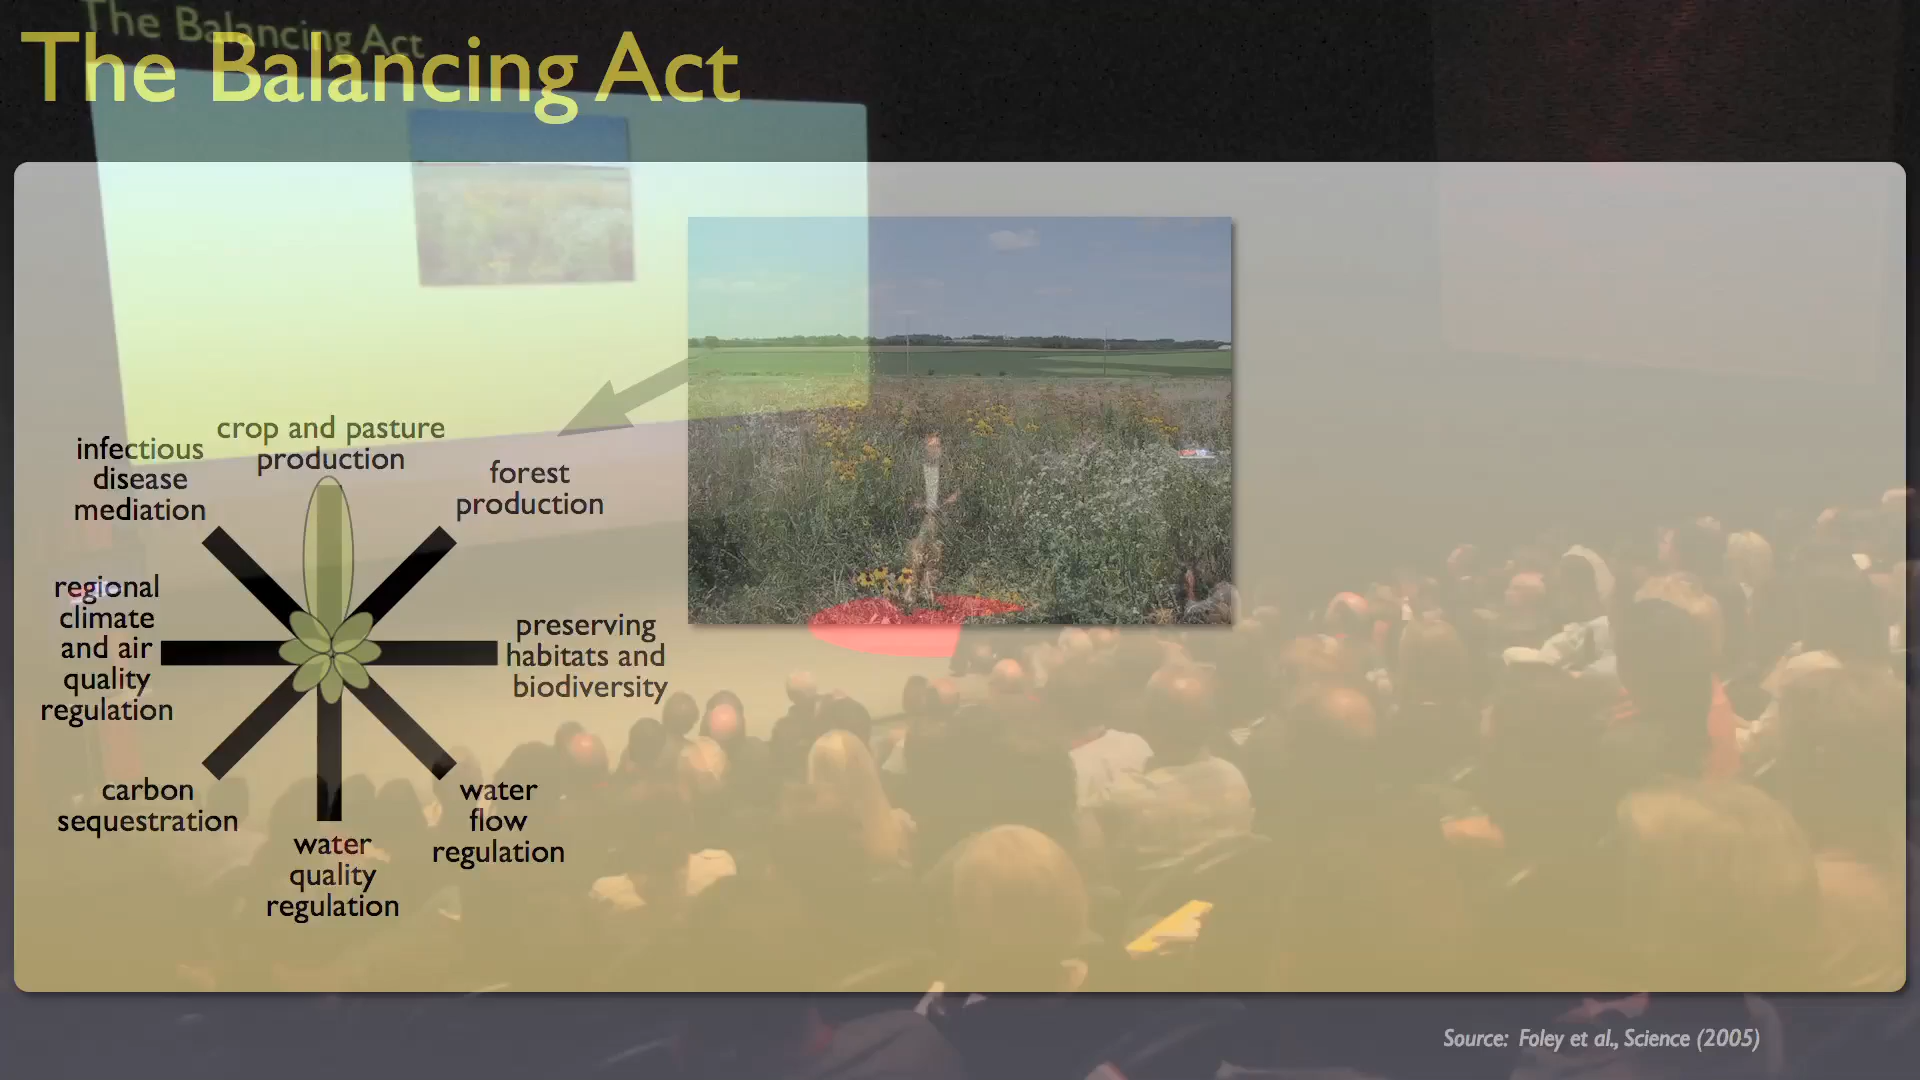 The Balancing Act
The Balancing Act
crop and pasture
production
infectious
disease
mediation
forest
production
regional
climate
and air
quality
regulation
preserving
habitats and
biodiversity
carbon
sequestration
water
flow
regulation
water
quality
regulation
Source: Foley et al., Science (2005)